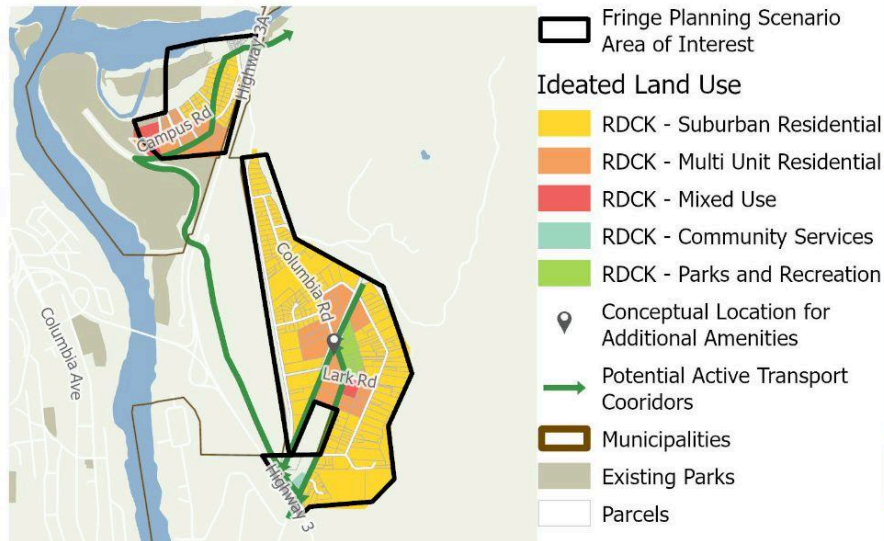 Highway 3A
Campus Rd
Columbia Rd
Columbia Ave
Lark Rd
Highway 3
Fringe Planning Scenario
Area of Interest
Ideated Land Use
RDCK - Suburban Residential
RDCK - Multi Unit Residential
RDCK - Mixed Use
RDCK - Community Services
RDCK - Parks and Recreation
Conceptual Location for
Additional Amenities
Potential Active Transport
Cooridors
Municipalities
Existing Parks
Parcels